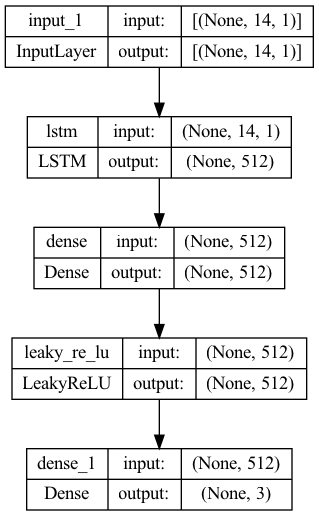 input_1 input: [(None, 14, 1)]
InputLayer output: [(None, 14, 1)]
lstm input: (None, 14, 1)
LSTM output: (None, 512)
dense input: (None, 512)
Dense output: (None, 512)
leaky_re_lu input: (None, 512)
LeakyReLU output: (None, 512)
dense_1 input: (None, 512)
Dense output: (None, 3)